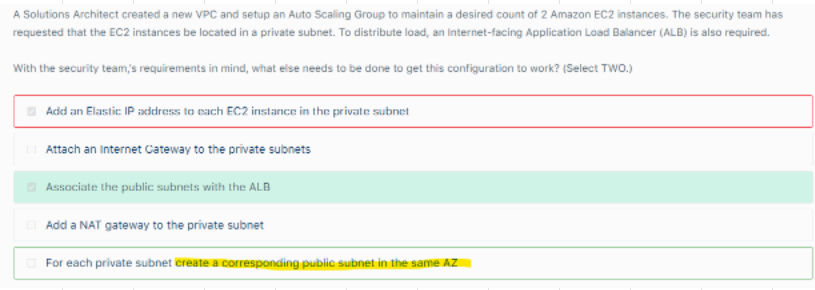 A Solutions Architect created a new VPC and setup an Auto Scaling Group to maintain a desired count of 2 Amazon EC2 instances. The security team has
requested that the EC2 instances be located in a private subnet. To distribute load, an Internet-facing Application Load Balancer (ALB) is also required.
With the security team,'s requirements in mind, what else needs to be done to get this configuration to work? (Select TWO.)
Add an Elastic IP address to each EC2 instance in the private subnet
Attach an Internet Gateway to the private subnets
Associate the public subnets with the ALB
Add a NAT gateway to the private subnet
For each private subnet create a corresponding public subnet in the same AZ